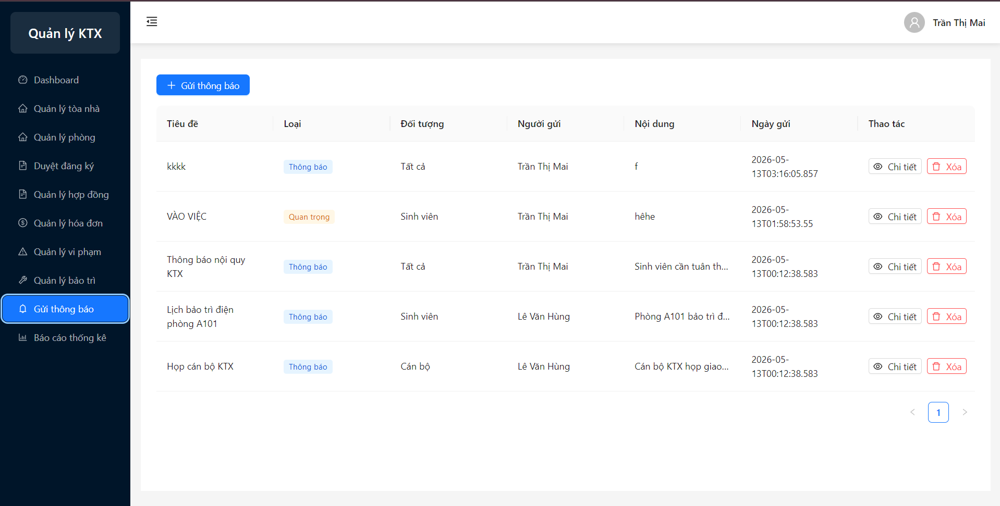 Quản lý KTX
Trần Thị Mai
Dashboard
Quản lý tòa nhà
Quản lý phòng
Duyệt đăng ký
Quản lý hợp đồng
Quản lý hóa đơn
Quản lý vi phạm
Quản lý bảo trì
Gửi thông báo
Báo cáo thống kê
Gửi thông báo
Tiêu đề Loại Đối tượng Người gửi Nội dung Ngày gửi Thao tác
kkkk Thông báo Tất cả Trần Thị Mai f 2026-05-
13T03:16:05.857 Chi tiết Xóa
VÀO VIỆC Quan trọng Sinh viên Trần Thị Mai hêhe 2026-05-
13T01:58:53.55 Chi tiết Xóa
Thông báo nội quy
KTX Thông báo Tất cả Trần Thị Mai Sinh viên cần tuân th... 2026-05-
13T00:12:38.583 Chi tiết Xóa
Lịch bảo trì điện
phòng A101 Thông báo Sinh viên Lê Văn Hùng Phòng A101 bảo trì đ... 2026-05-
13T00:12:38.583 Chi tiết Xóa
Họp cán bộ KTX Thông báo Cán bộ Lê Văn Hùng Cán bộ KTX họp giao... 2026-05-
13T00:12:38.583 Chi tiết Xóa
1